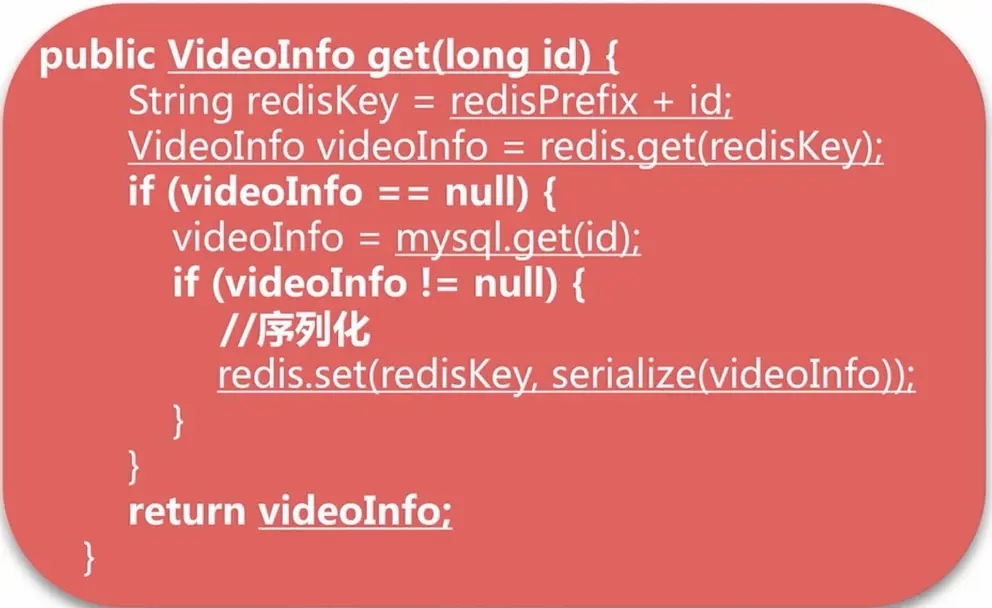 public VideoInfo get(long id) {
String redisKey = redisPrefix + id;
VideoInfo videoInfo = redis.get(redisKey);
if (videoInfo == null) {
videoInfo = mysql.get(id);
if (videoInfo != null) {
//序列化
redis.set(redisKey, serialize(videoInfo));
}
}
return videoInfo;
}